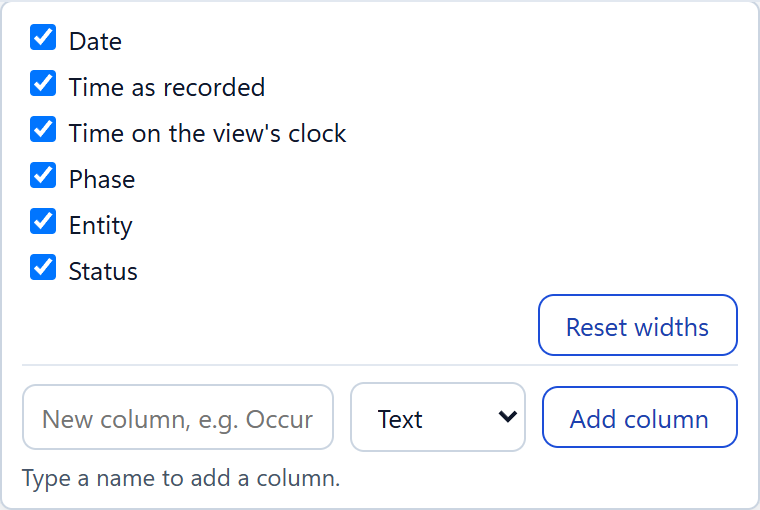 Date
Time as recorded
Time on the view's clock
Phase
Entity
Status
Reset widths
New column, e.g. Occur
Text
Add column
Type a name to add a column.